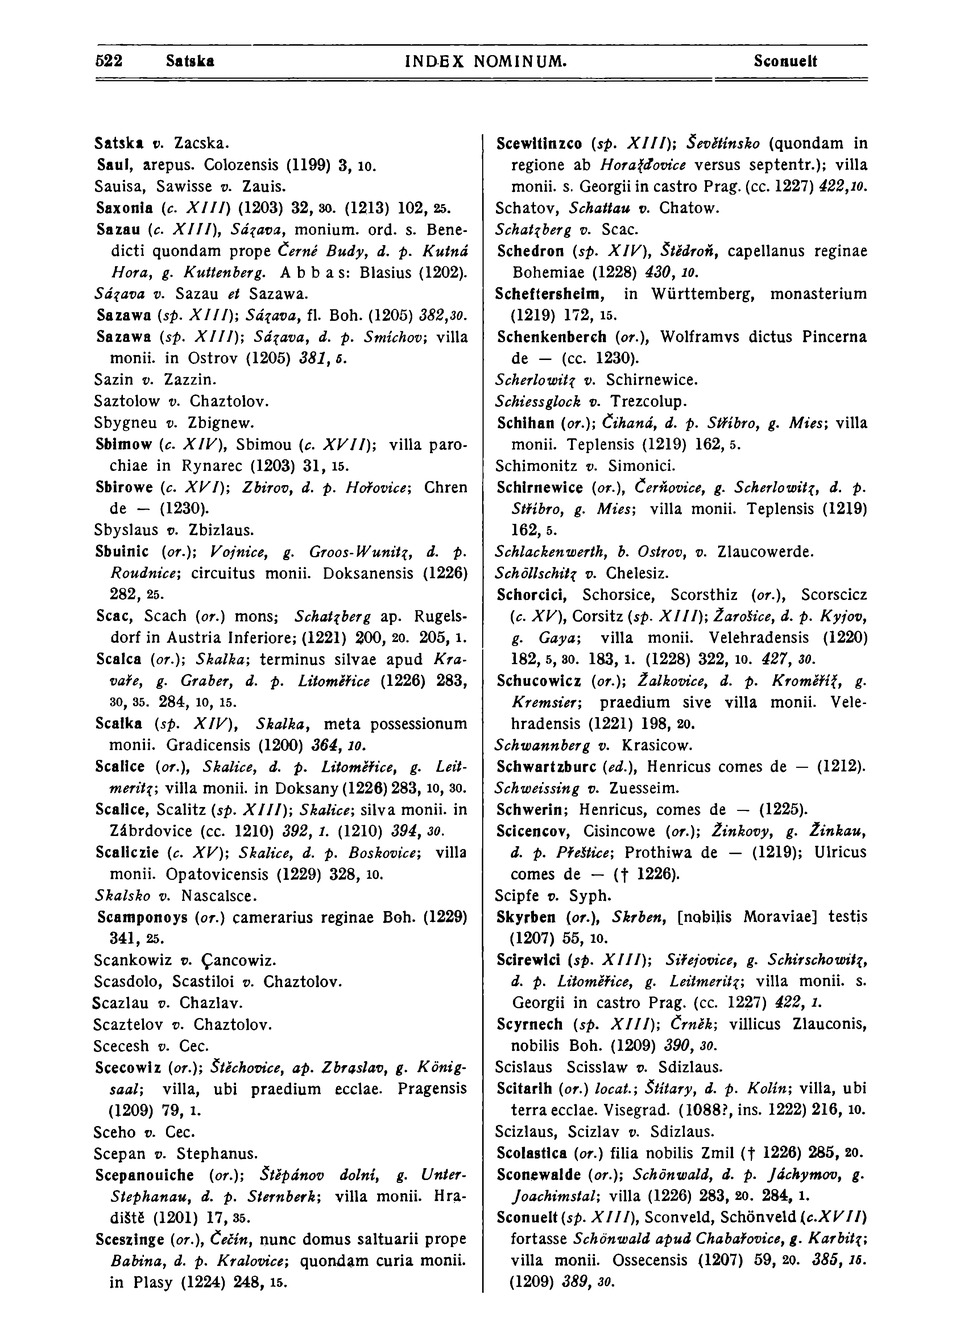 522 Satska INDEX NOMINUM. Sconuelt
Satska v. Zacska.
Saul, arepus. Colozensis (1199) 3, 10.
Sauisa, Sawisse v. Zauis.
Saxonia (c. XIII) (1203) 32, 30. (1213) 102, 25.
Sazau (c. XIII), Sázava, monium. ord. s. Bene-
dicti quondam prope Černé Budy, d. p. Kutná
Hora, g. Kuttenberg. Abbas: Blasius (1202).
Sázava v. Sazau et Sazawa.
Sazawa (sp. XIII); Sázava, fl. Boh. (1205) 382,30.
Sazawa (sp. XIII); Sázava, d. p. Smíchov; villa
monii. in Ostrov (1205) 381, 5.
Sazin v. Zazzin.
Saztolow v. Chaztolov.
Sbygneu v. Zbignew.
Sbimow (c. XIV), Sbimou (c. XVII); villa paro-
chiae in Rynarec (1203) 31, 15.
Sbirowe (c. XVI); Zbirov, d. p. Hořovice; Chren
de — (1230).
Sbyslaus v. Zbizlaus.
Sbuinic (or.); Vojnice, g. Groos-Wunitz, d. p.
Roudnice; circuitus monii. Doksanensis (1226)
282, 25.
Scac, Scach (or.) mons; Schatzberg ap. Rugels-
dorf in Austria Inferiore; (1221) 200, 20. 205, 1.
Scalca (or.); Skalka; terminus silvae apud Kra-
vaře, g. Graber, d. p. Litoměřice (1226) 283,
30, 35. 284, 10, 15.
Scalka (sp. XIV), Skalka, meta possessionum
monii. Gradicensis (1200) 364, 10.
Scalice (or.), Skalice, d. p. Litoměřice, g. Leit-
meritz; villa monii. in Doksany (1226) 283, 10, 30.
Scalice, Scalitz (sp. XIII); Skalice; silva monii. in
Zábrdovice (cc. 1210) 392, 1. (1210) 394, 30.
Scaliczie (c. XV); Skalice, d. p. Boskovice; villa
monii. Opatovicensis (1229) 328, 10.
Skalsko v. Nascalsce.
Scamponoys (or.) camerarius reginae Boh. (1229)
341, 25.
Scankowiz v. Çancowiz.
Scasdolo, Scastiloi v. Chaztolov.
Scazlau v. Chazlav.
Scaztelov v. Chaztolov.
Scecesh v. Cec.
Scecowiz (or.); Štěchovice, ap. Zbraslav, g. König-
saal; villa, ubi praedium ecclae. Pragensis
(1209) 79, 1.
Sceho v. Cec.
Scepan v. Stephanus.
Scepanouiche (or.); Štěpánov dolní, g. Unter-
Stephanau, d. p. Sternberk; villa monii. Hra-
diště (1201) 17, 35.
Sceszinge (or.), Čečín, nunc domus saltuarii prope
Babina, d. p. Kralovice; quondam curia monii.
in Plasy (1224) 248, 15.
Scewitinzco (sp. XIII); Ševětínsko (quondam in
regione ab Horažďovice versus septentr.); villa
monii. s. Georgii in castro Prag. (cc. 1227) 422,10.
Schatov, Schattau v. Chatow.
Schatzberg v. Scac.
Schedron (sp. XIV), Štědroň, capellanus reginae
Bohemiae (1228) 430, 10.
Scheftersheim, in Württemberg, monasterium
(1219) 172, 15.
Schenkenberch (or.), Wolframvs dictus Pincerna
de — (cc. 1230).
Scherlowitz v. Schirnewice.
Schiessglock v. Trezcolup.
Schihan (or.); Čihaná, d. p. Stříbro, g. Mies; villa
monii. Teplensis (1219) 162, 5.
Schimonitz v. Simonici.
Schirnewice (or.), Čerňovice, g. Scherlowitz, d. p.
Stříbro, g. Mies; villa monii. Teplensis (1219)
162, 5.
Schlackenwerth, b. Ostrov, v. Zlaucowerde.
Schöllschitz v. Chelesiz.
Schorcici, Schorsice, Scorsthiz (or.), Scorscicz
(c. XV), Corsitz (sp. XIII); Žarošice, d. p. Kyjov,
g. Gaya; villa monii. Velehradensis (1220)
182, 5, 30. 183, 1. (1228) 322, 10. 427, 30.
Schucowicz (or.); Žalkovice, d. p. Kroměříž, g.
Kremsier; praedium sive villa monii. Vele-
hradensis (1221) 198, 20.
Schwannberg v. Krasicow.
Schwartzburc (ed.), Henricus comes de — (1212).
Schweissing v. Zuesseim.
Schwerin; Henricus, comes de — (1225).
Scicencov, Cisincowe (or.); Žinkovy, g. Žinkau,
d. p. Přeštice; Prothiwa de — (1219); Ulricus
comes de — († 1226).
Scipfe v. Syph.
Skyrben (or.), Skrben, [nobilis Moraviae] testis
(1207) 55, 10.
Scirewici (sp. XIII); Siřejovice, g. Schirschowitz,
d. p. Litoměřice, g. Leitmeritz; villa monii. s.
Georgii in castro Prag. (cc. 1227) 422, 1.
Scyrnech (sp. XIII); Črněk; villicus Zlauconis,
nobilis Boh. (1209) 390, 30.
Scislaus Scisslaw v. Sdizlaus.
Scitarih (or.) locat.; Štitary, d. p. Kolín; villa, ubi
terra ecclae. Visegrad. (1088?, ins. 1222) 216, 10.
Scizlaus, Scizlav v. Sdizlaus.
Scolastica (or.) filia nobilis Zmil († 1226) 285, 20.
Sconewalde (or.); Schönwald, d. p. Jáchymov, g.
Joachimstal; villa (1226) 283, 20. 284, 1.
Sconuelt (sp. XIII), Sconveld, Schönveld (c.XVII)
fortasse Schönwald apud Chabařovice, g. Karbitz;
villa monii. Ossecensis (1207) 59, 20. 385, 15.
(1209) 389, 30.